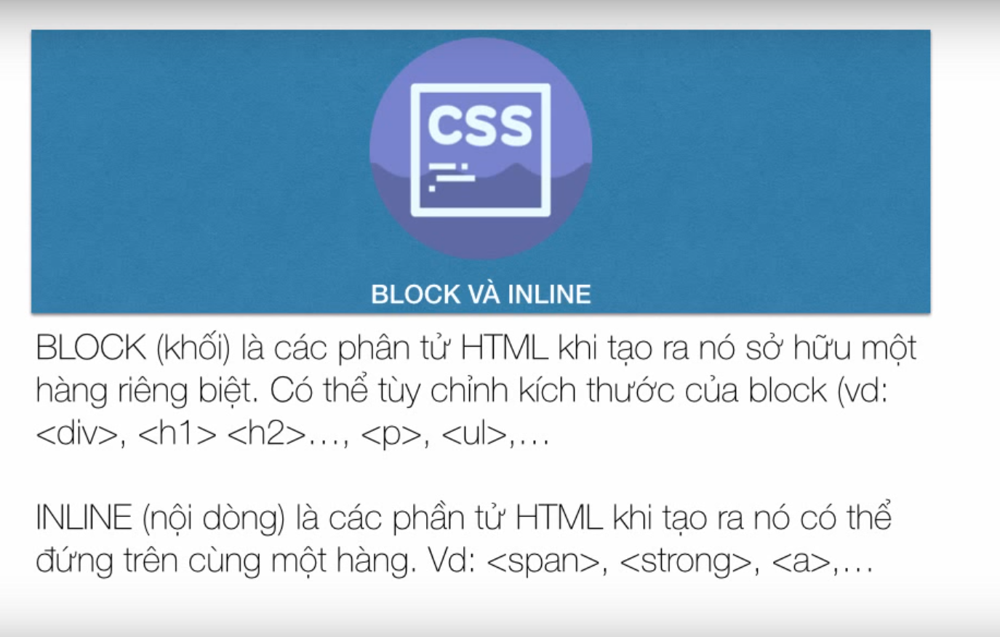 CSS
BLOCK VÀ INLINE
BLOCK (khối) là các phân tử HTML khi tạo ra nó sở hữu một
hàng riêng biệt. Có thể tùy chỉnh kích thước của block (vd:
<div>, <h1> <h2>..., <p>, <ul>,...
INLINE (nội dòng) là các phần tử HTML khi tạo ra nó có thể
đứng trên cùng một hàng. Vd: <span>, <strong>, <a>,...